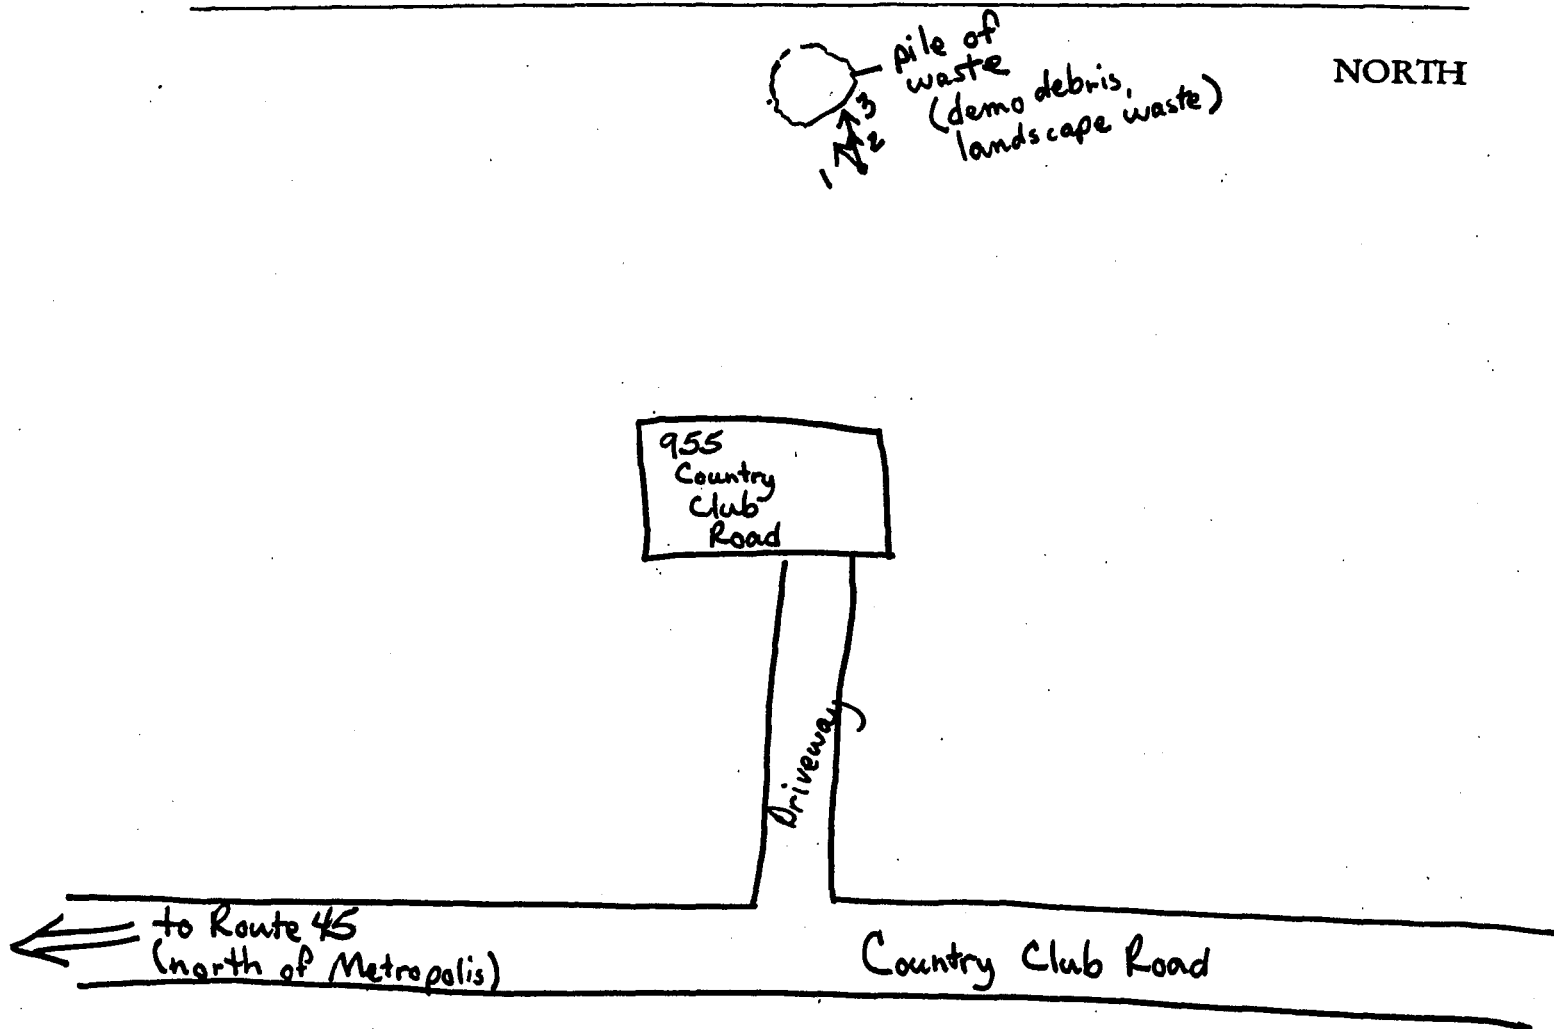 NORTH
pile of
waste
(demo debris,
landscape waste)
3
2
1
955
Country
Club
Road
Driveway
to Route 45
(north of Metropolis)
Country Club Road